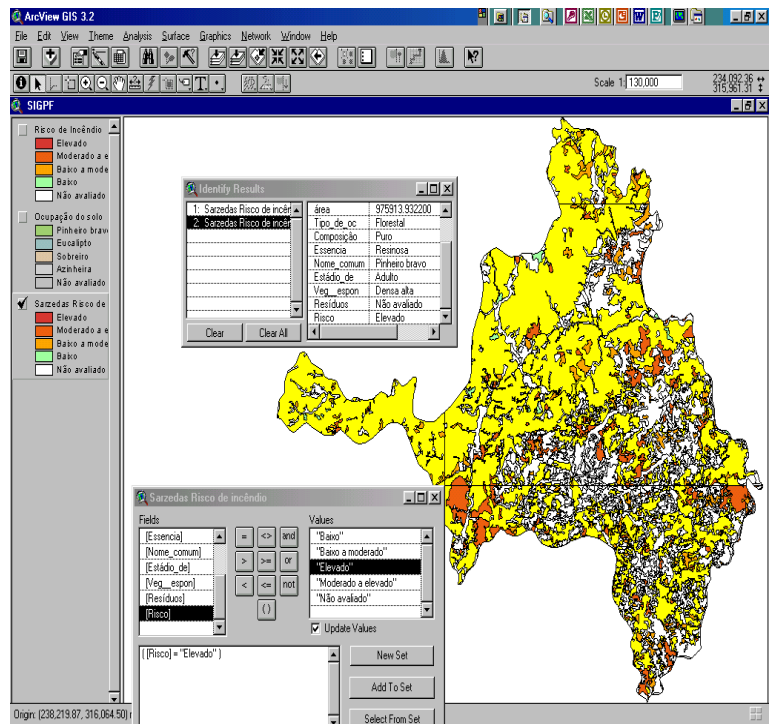 ArcView GIS 3.2
File Edit View Theme Analysis Surface Graphics Network Window Help
Scale 1: 130,000
234,092.36
315,961.31
SIGPF
Risco de Incêndio
Elevado
Moderado a e
Baixo a mode
Baixo
Não avaliado
Ocupação do solo
Pinheiro brav
Eucalipto
Sobreiro
Azinheira
Não avaliado
Sarzedas Risco de
Elevado
Moderado a e
Baixo a mode
Baixo
Não avaliado
Identify Results
1: Sarzedas Risco de incêr
2: Sarzedas Risco de incêr
área 975913.932200
Tipo_de_oc Florestal
Composição Puro
Essencia Resinosa
Nome_comum Pinheiro bravo
Estádio_de Adulto
Veg__espon Densa alta
Resíduos Não avaliado
Risco Elevado
Clear Clear All
Sarzedas Risco de incêndio
Fields
Values
[Essencia]
[Nome_comum]
[Estádio_de]
[Veg__espon]
[Resíduos]
[Risco]
= <> and
> >= or
< <= not
( )
"Baixo"
"Baixo a moderado"
"Elevado"
"Moderado a elevado"
"Não avaliado"
Update Values
( [Risco] = "Elevado" )
New Set
Add To Set
Select From Set
Origin: (238,219.87, 316,064.50)